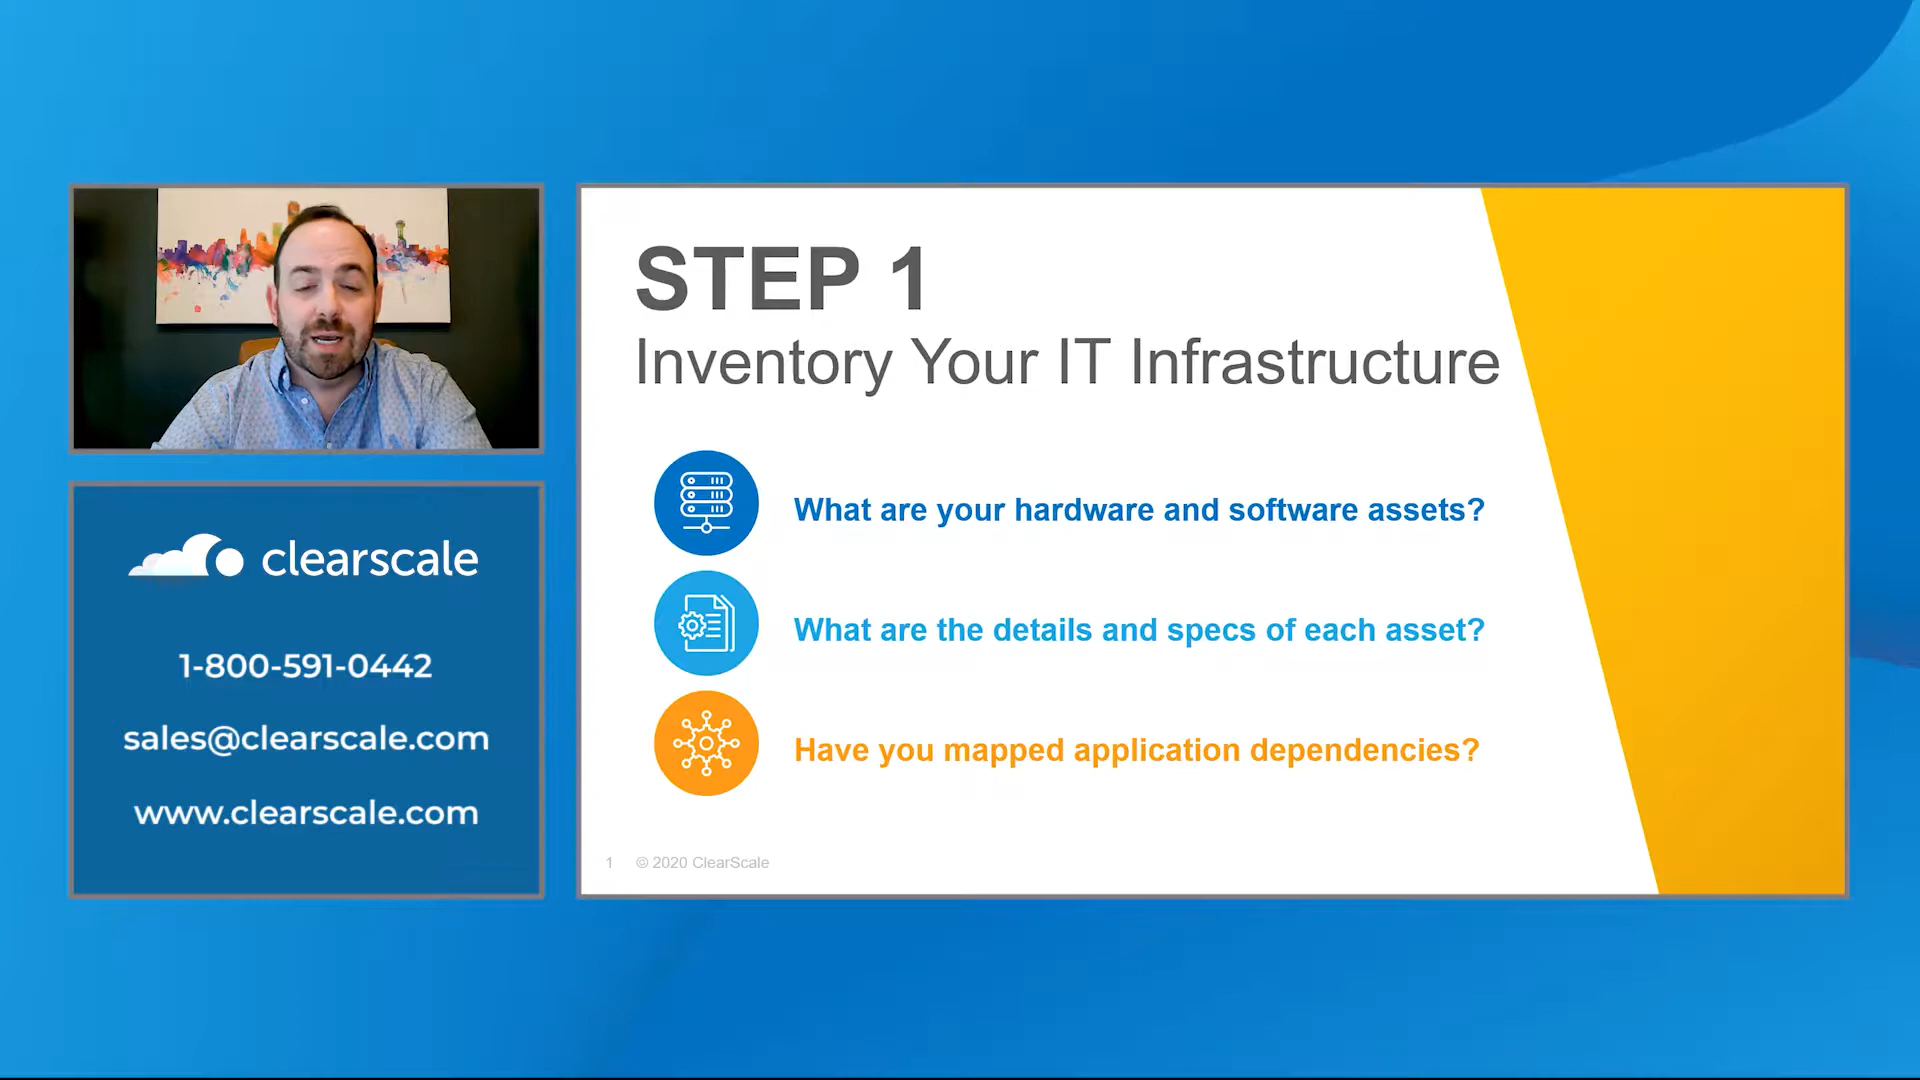 clearscale
1-800-591-0442
sales@clearscale.com
www.clearscale.com
STEP 1
Inventory Your IT Infrastructure
What are your hardware and software assets?
What are the details and specs of each asset?
Have you mapped application dependencies?
1 © 2020 ClearScale